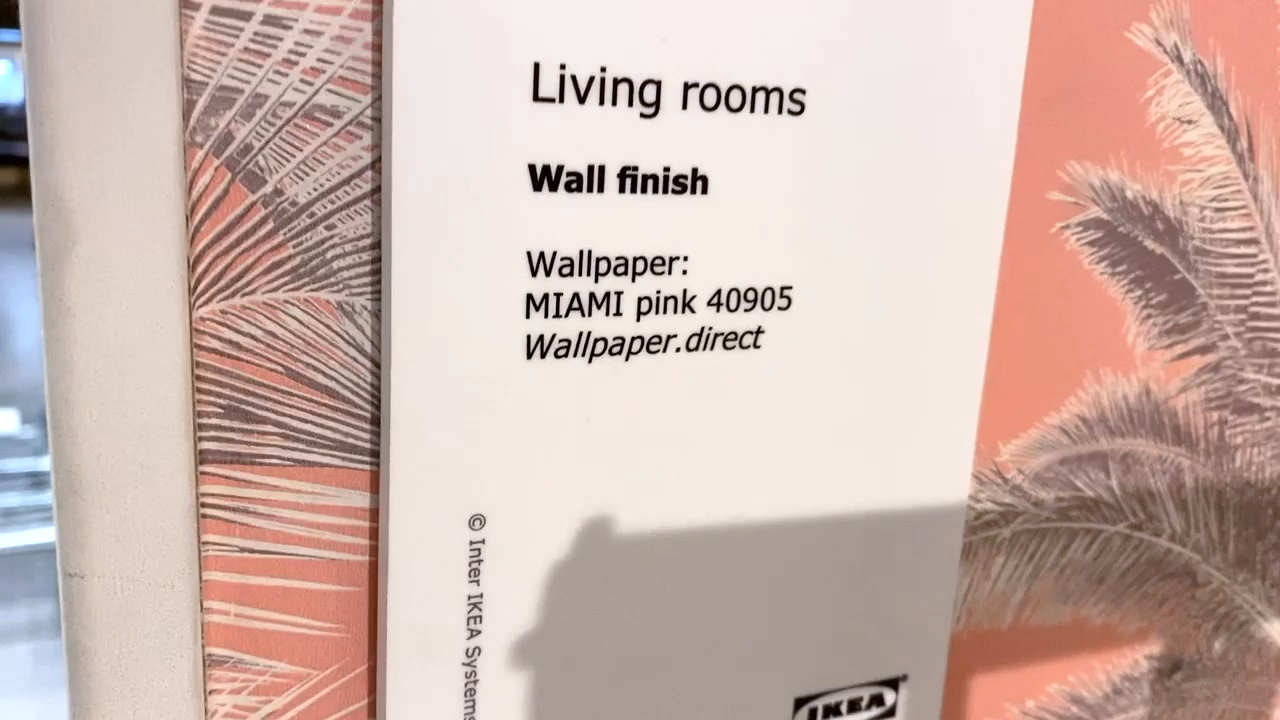 Living rooms
Wall finish
Wallpaper:
MIAMI pink 40905
Wallpaper.direct
© Inter IKEA Systems
IKEA